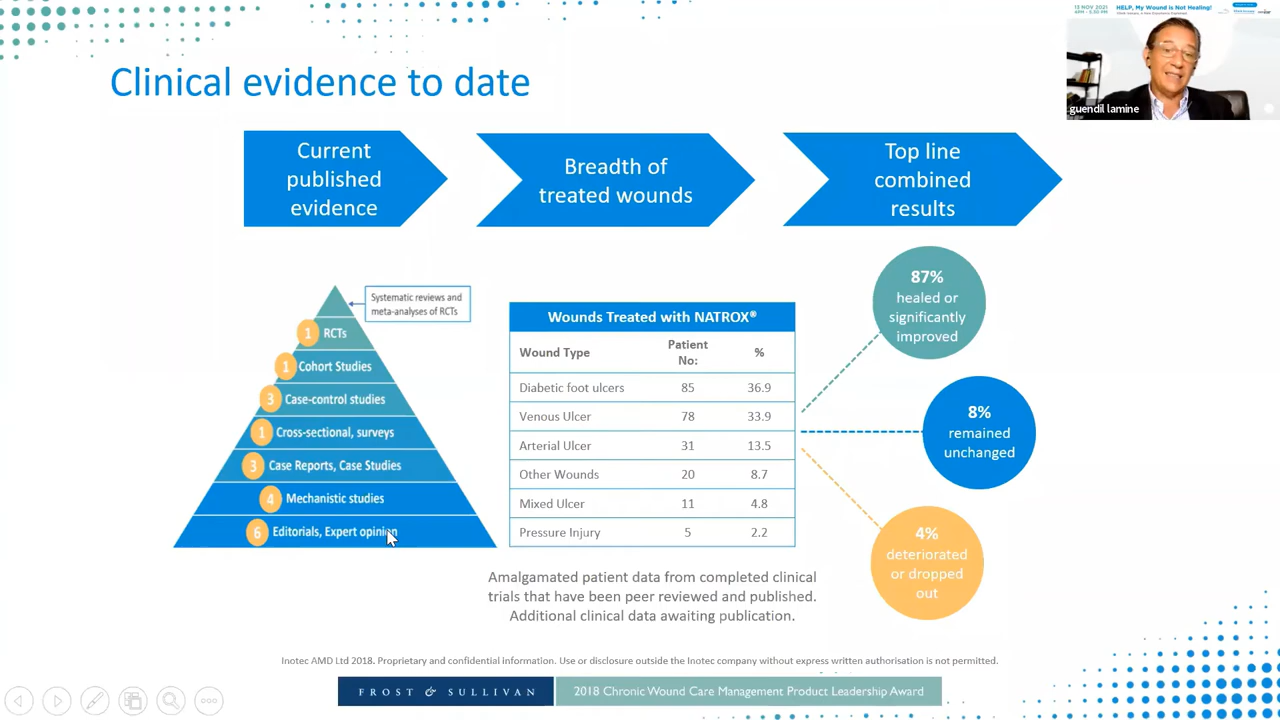 13 NOV 2021
4PM - 5.30 PM
HELP, My Wound is Not Healing!
guendil lamine
Clinical evidence to date
Current
published
evidence
Breadth of
treated wounds
Top line
combined
results
Systematic reviews and
meta-analyses of RCTs
1 RCTs
1 Cohort Studies
3 Case-control studies
1 Cross-sectional, surveys
3 Case Reports, Case Studies
4 Mechanistic studies
6 Editorials, Expert opinion
Wounds Treated with NATROX®
Wound Type Patient No: %
Diabetic foot ulcers 85 36.9
Venous Ulcer 78 33.9
Arterial Ulcer 31 13.5
Other Wounds 20 8.7
Mixed Ulcer 11 4.8
Pressure Injury 5 2.2
87%
healed or
significantly
improved
8%
remained
unchanged
4%
deteriorated
or dropped
out
Amalgamated patient data from completed clinical
trials that have been peer reviewed and published.
Additional clinical data awaiting publication.
Inotec AMD Ltd 2018. Proprietary and confidential information. Use or disclosure outside the Inotec company without express written authorisation is not permitted.
FROST & SULLIVAN
2018 Chronic Wound Care Management Product Leadership Award